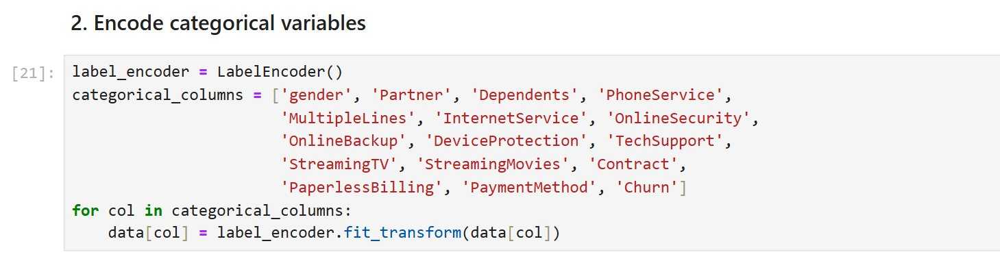 2. Encode categorical variables
[21]: label_encoder = LabelEncoder()
categorical_columns = ['gender', 'Partner', 'Dependents', 'PhoneService',
'MultipleLines', 'InternetService', 'OnlineSecurity',
'OnlineBackup', 'DeviceProtection', 'TechSupport',
'StreamingTV', 'StreamingMovies', 'Contract',
'PaperlessBilling', 'PaymentMethod', 'Churn']
for col in categorical_columns:
data[col] = label_encoder.fit_transform(data[col])